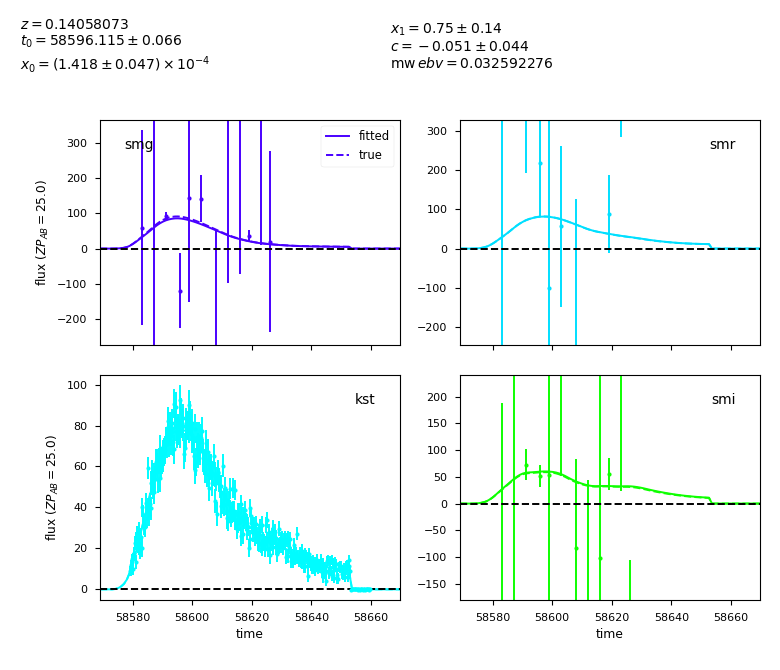 z = 0.14058073
t₀ = 58596.115 ± 0.066
x₀ = (1.418 ± 0.047) × 10⁻⁴
x₁ = 0.75 ± 0.14
c = −0.051 ± 0.044
mw ebv = 0.032592276
smg
fitted
true
300
200
100
0
−100
−200
flux (ZP_AB = 25.0)
smr
300
200
100
0
−100
−200
kst
100
80
60
40
20
0
flux (ZP_AB = 25.0)
58580 58600 58620 58640 58660
time
smi
200
150
100
50
0
−50
−100
−150
58580 58600 58620 58640 58660
time